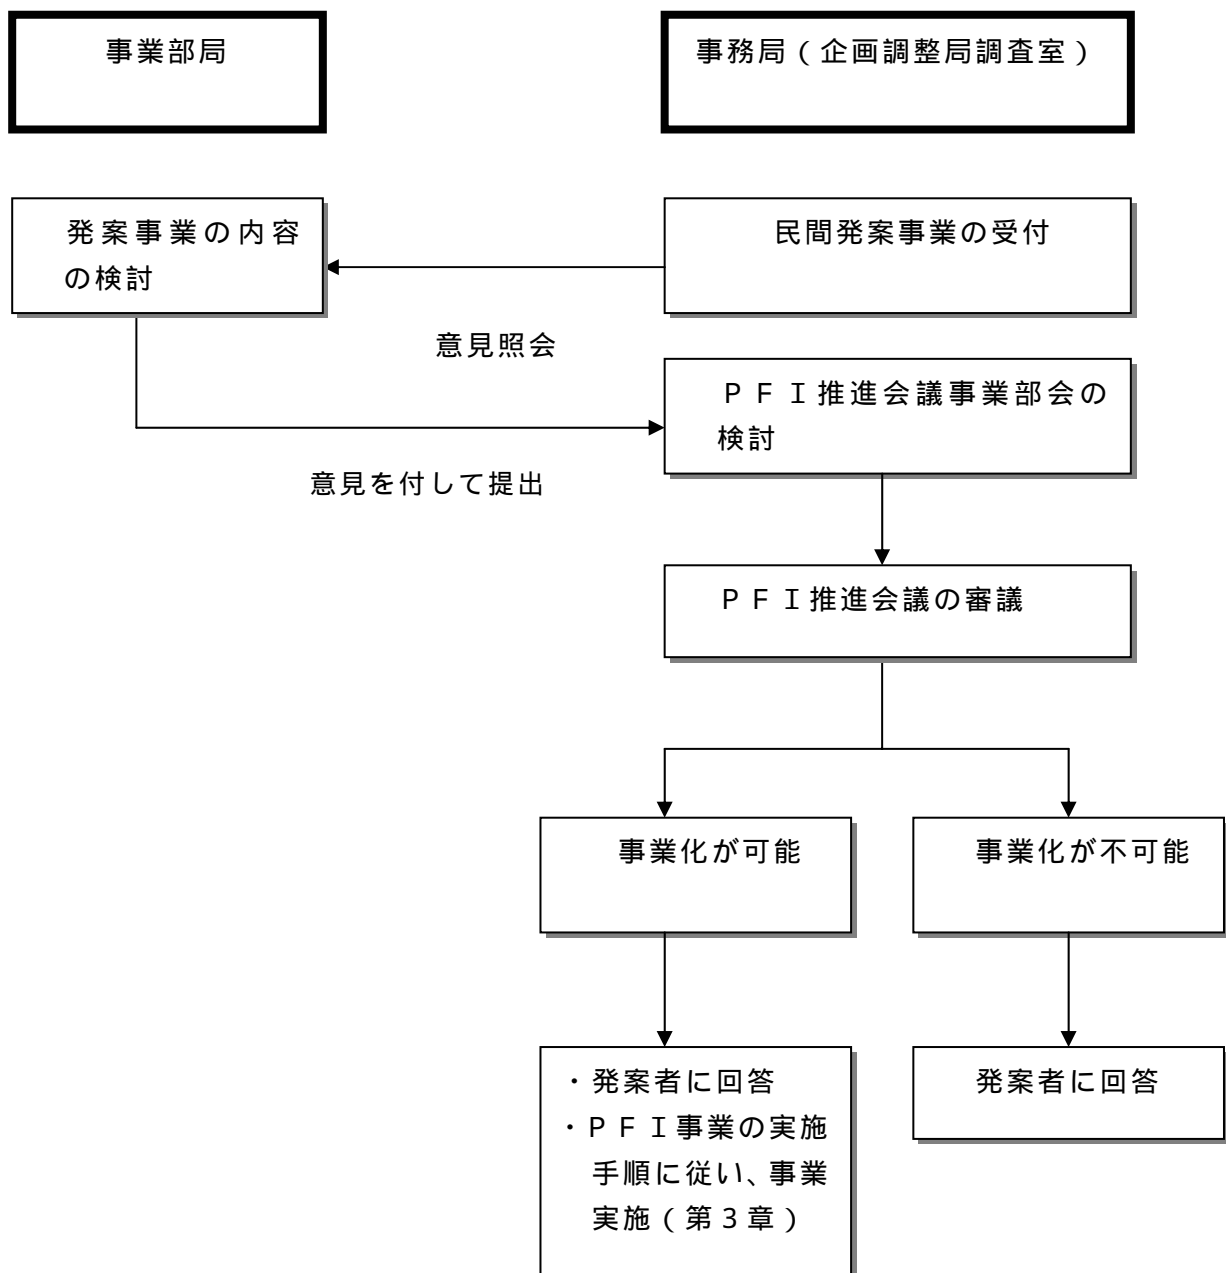 事業部局
事務局（企画調整局調査室）
発案事業の内容
の検討
民間発案事業の受付
意見照会
ＰＦＩ推進会議事業部会の
検討
意見を付して提出
ＰＦＩ推進会議の審議
事業化が可能
事業化が不可能
・発案者に回答
・ＰＦＩ事業の実施
手順に従い、事業
実施（第３章）
発案者に回答